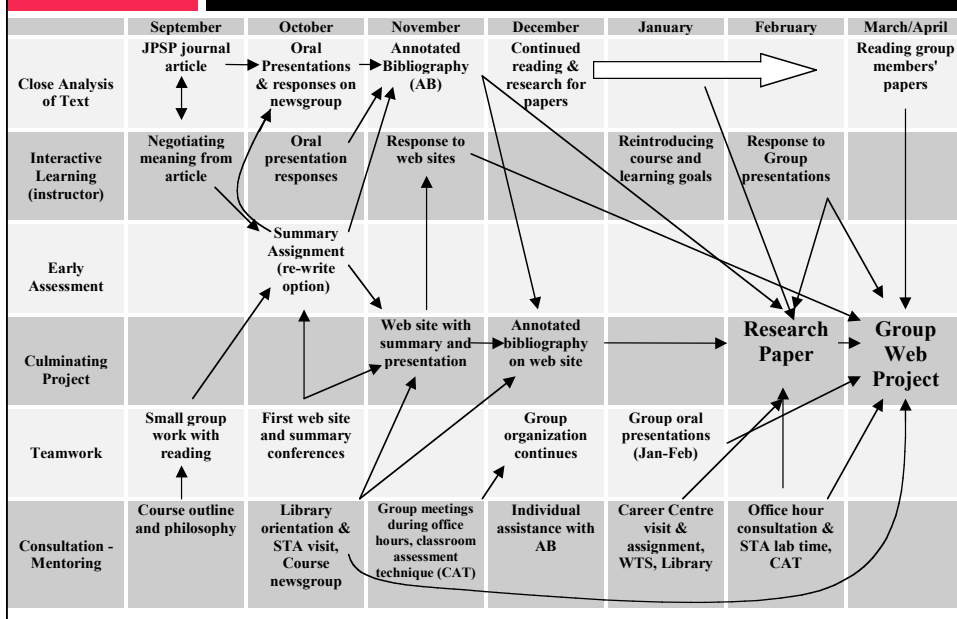 September October November December January February March/April
Close Analysis
of Text
JPSP journal
article
Oral
Presentations
& responses on
newsgroup
Annotated
Bibliography
(AB)
Continued
reading &
research for
papers
Reading group
members'
papers
Interactive
Learning
(instructor)
Negotiating
meaning from
article
Oral
presentation
responses
Response to
web sites
Reintroducing
course and
learning goals
Response to
Group
presentations
Early
Assessment
Summary
Assignment
(re-write
option)
Culminating
Project
Web site with
summary and
presentation
Annotated
bibliography
on web site
Research
Paper
Group
Web
Project
Teamwork
Small group
work with
reading
First web site
and summary
conferences
Group
organization
continues
Group oral
presentations
(Jan-Feb)
Consultation -
Mentoring
Course outline
and philosophy
Library
orientation &
STA visit,
Course
newsgroup
Group meetings
during office
hours, classroom
assessment
technique (CAT)
Individual
assistance with
AB
Career Centre
visit &
assignment,
WTS, Library
Office hour
consultation &
STA lab time,
CAT